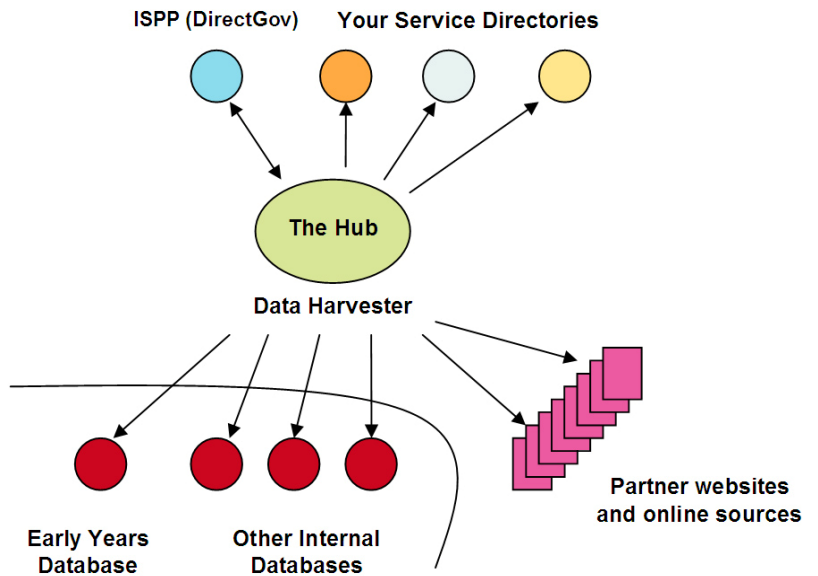 ISPP (DirectGov)
Your Service Directories
The Hub
Data Harvester
Partner websites
and online sources
Early Years
Database
Other Internal
Databases